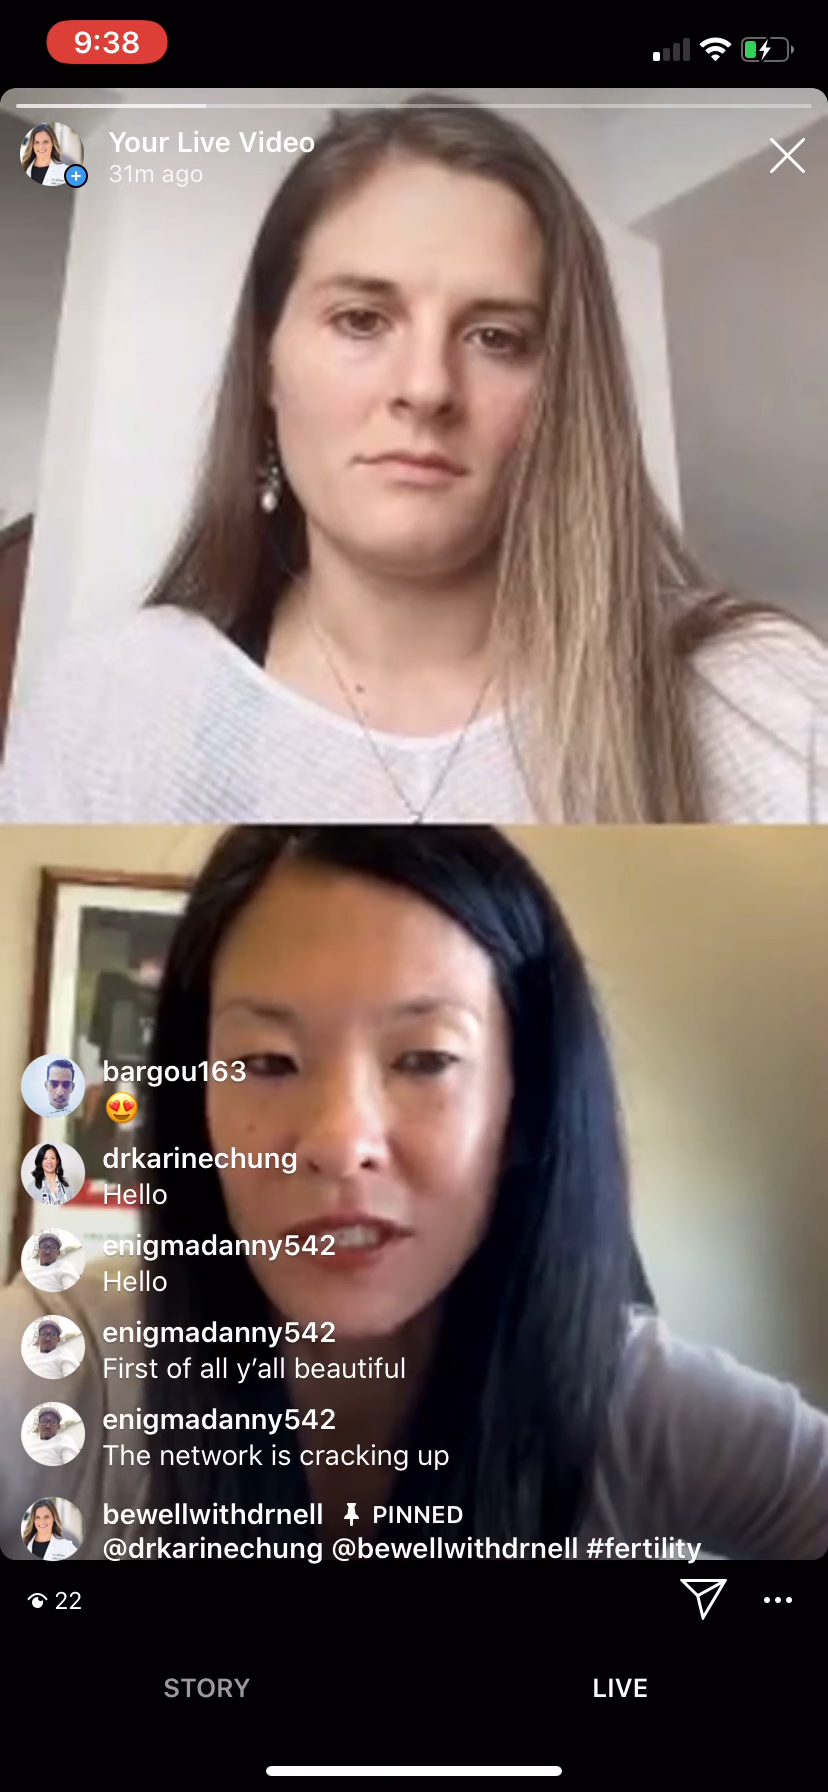 9:38
Your Live Video
31m ago
bargou163
😍
drkarinechung
Hello
enigmadanny542
Hello
enigmadanny542
First of all y'all beautiful
enigmadanny542
The network is cracking up
bewellwithdrnell PINNED
@drkarinechung @bewellwithdrnell #fertility
22
STORY LIVE